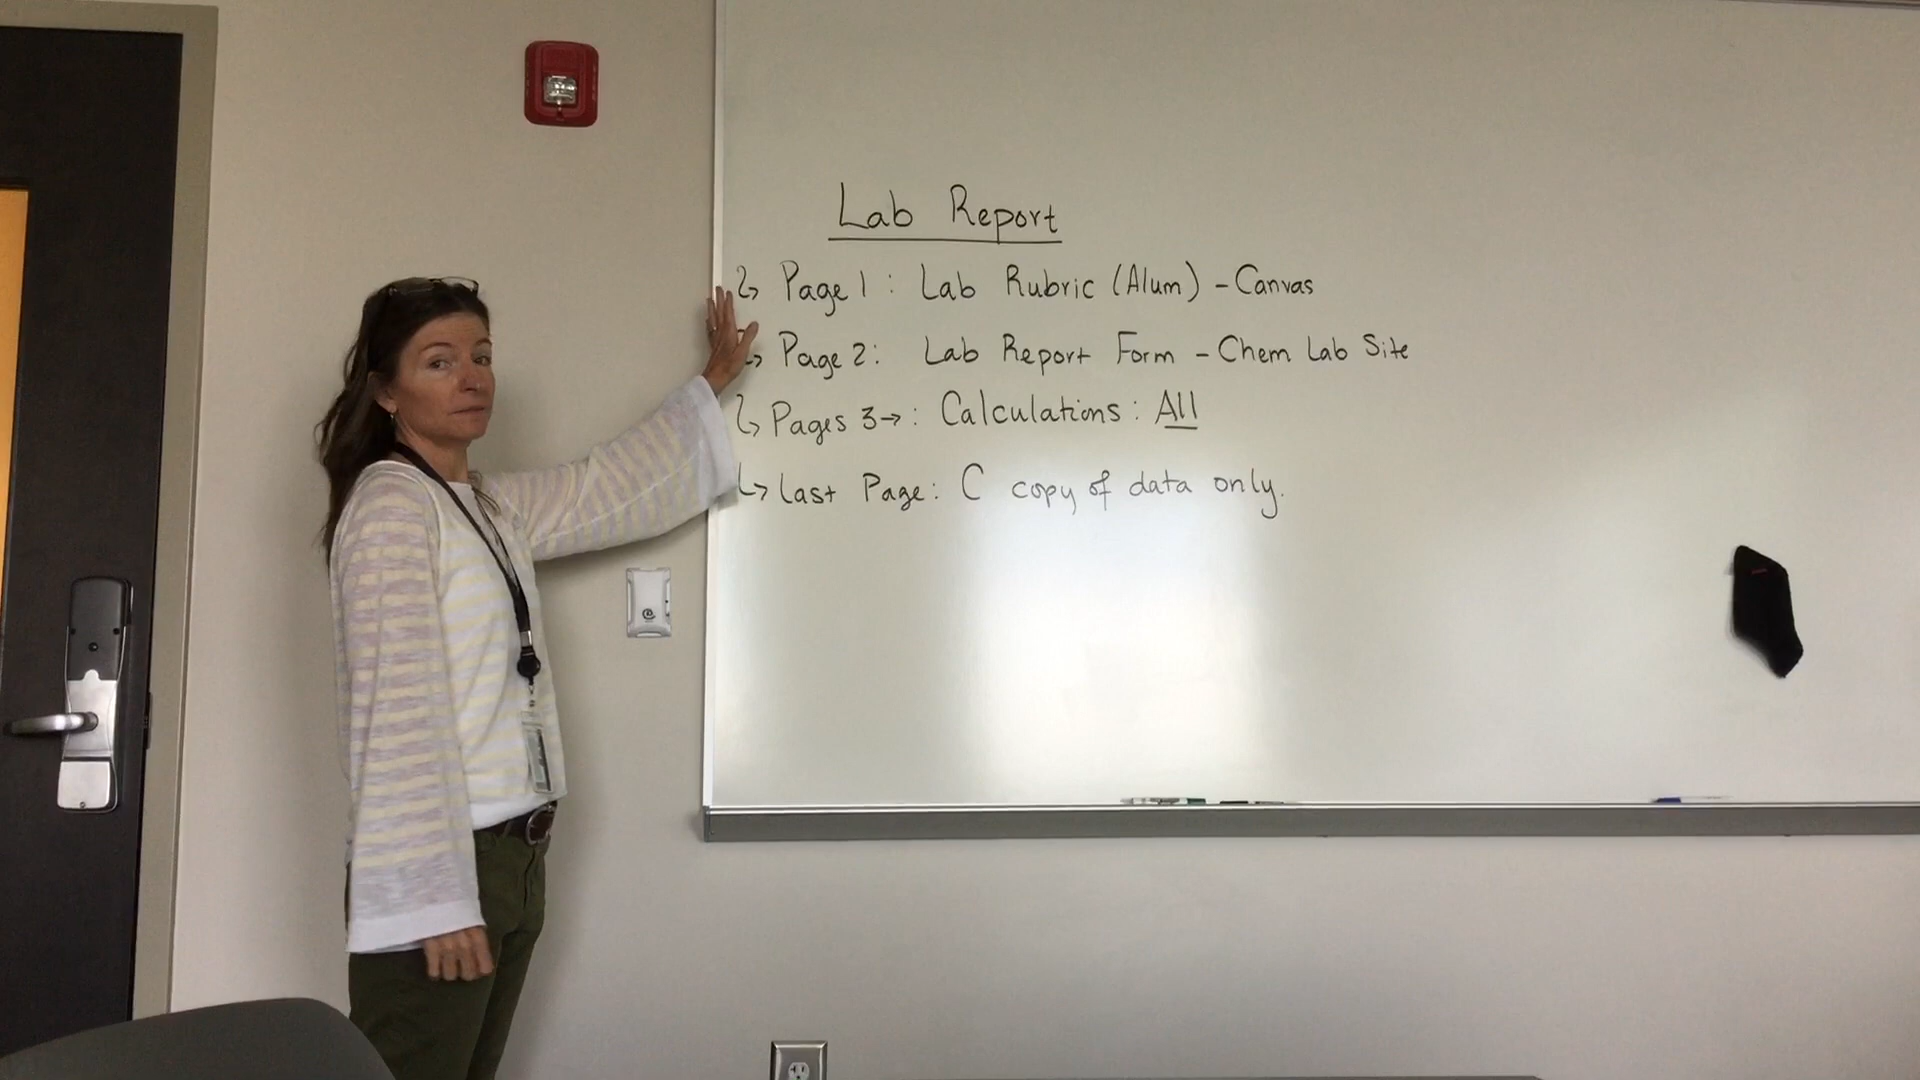 Lab Report
↳ Page 1 : Lab Rubric (Alum) - Canvas
↳ Page 2 : Lab Report Form - Chem Lab Site
↳ Pages 3→ : Calculations : All
↳ Last Page : C copy of data only.